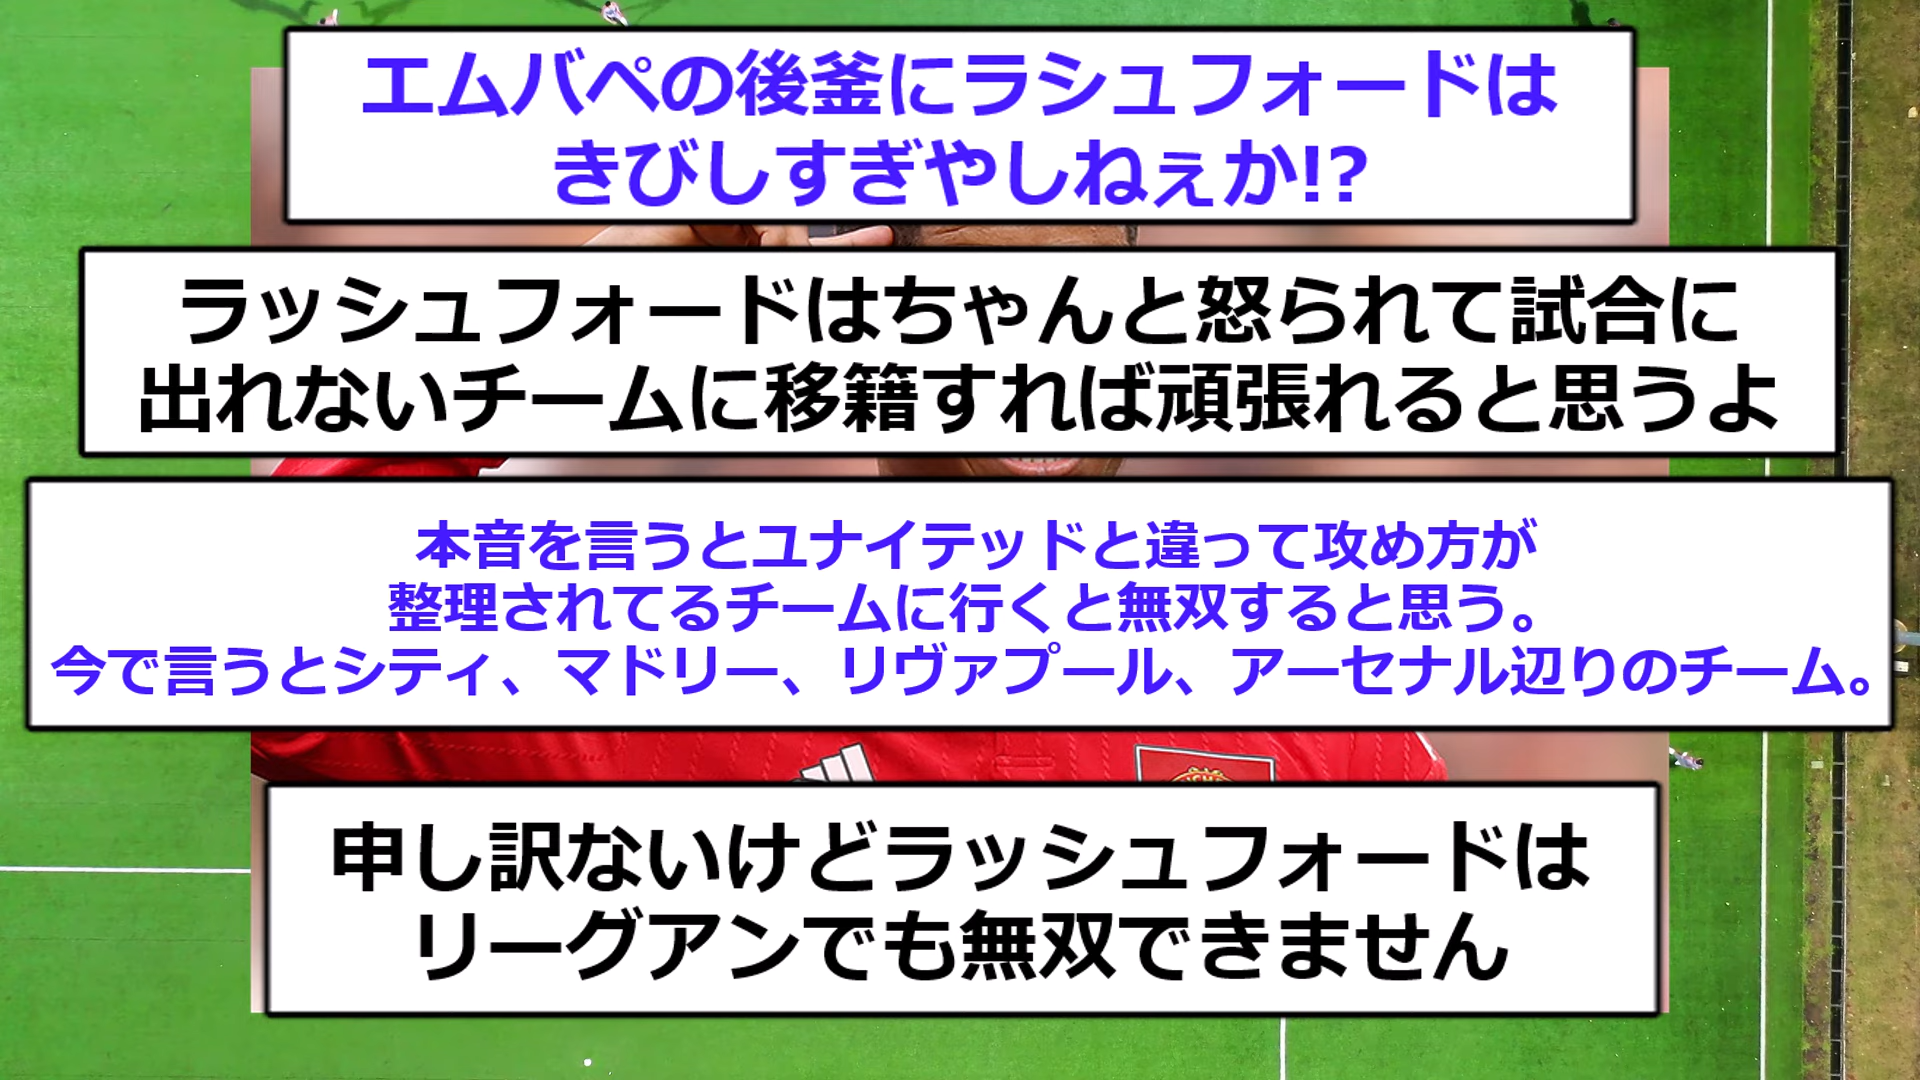 エムバペの後釜にラシュフォードは
きびしすぎやしねぇか!?
ラッシュフォードはちゃんと怒られて試合に
出れないチームに移籍すれば頑張れると思うよ
本音を言うとユナイテッドと違って攻め方が
整理されてるチームに行くと無双すると思う。
今で言うとシティ、マドリー、リヴァプール、アーセナル辺りのチーム。
申し訳ないけどラッシュフォードは
リーグアンでも無双できません